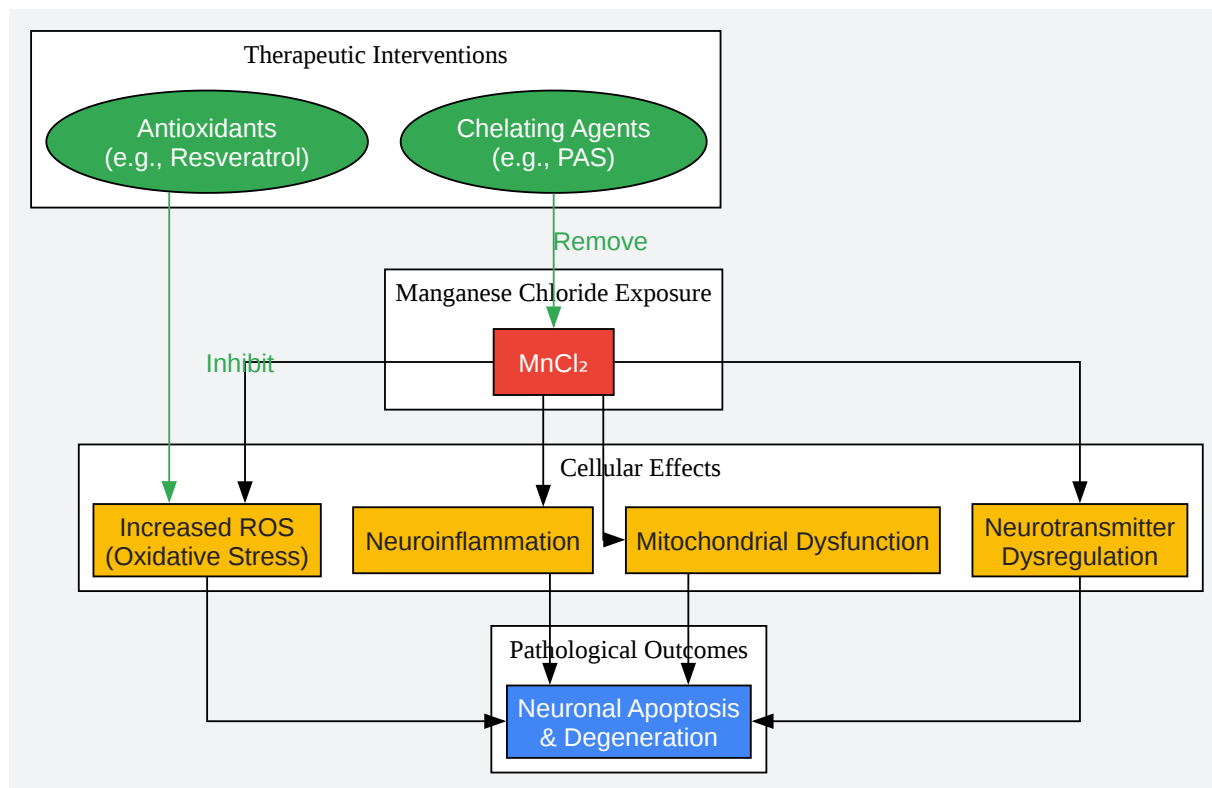 Therapeutic Interventions
Antioxidants
(e.g., Resveratrol)
Chelating Agents
(e.g., PAS)
Remove
Manganese Chloride Exposure
MnCl₂
Inhibit
Cellular Effects
Increased ROS
(Oxidative Stress)
Neuroinflammation
Mitochondrial Dysfunction
Neurotransmitter
Dysregulation
Pathological Outcomes
Neuronal Apoptosis
& Degeneration